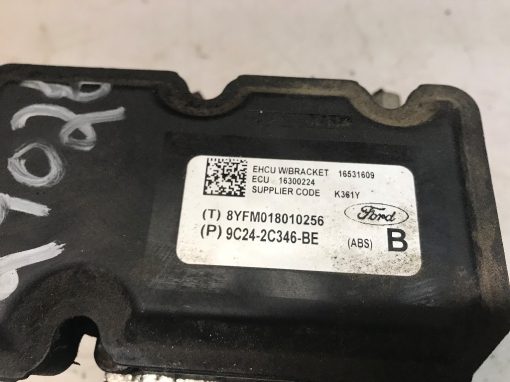 EHCU W/BRACKET 16531609
ECU 16300224
SUPPLIER CODE K361Y
(T) 8YFM018010256
Ford
(P) 9C24-2C346-BE
(ABS) B